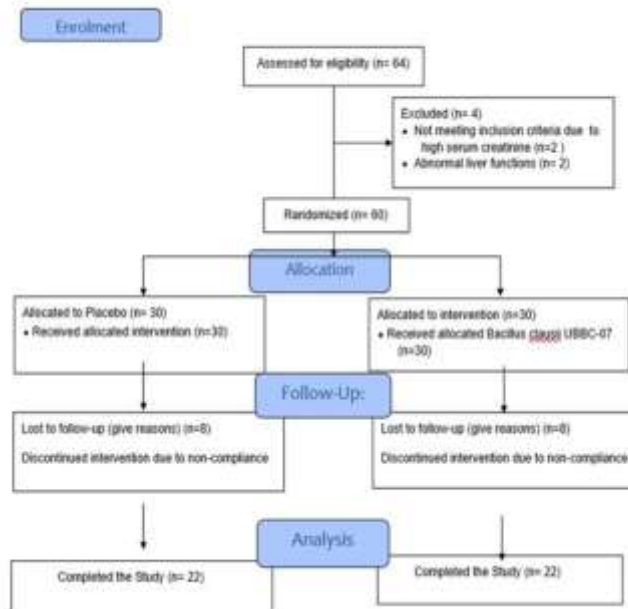 Enrolment
Assessed for eligibility (n= 64)
Excluded (n= 4)
• Not meeting inclusion criteria due to
high serum creatinine (n=2 )
• Abnormal liver functions (n= 2)
Randomized (n= 60)
Allocation
Allocated to Placebo (n= 30)
• Received allocated intervention (n=30)
Allocated to intervention (n=30)
• Received allocated Bacillus clausii UBBC-07
(n=30)
Follow-Up:
Lost to follow-up (give reasons) (n=8)
Discontinued intervention due to non-compliance
Lost to follow-up (give reasons) (n=8)
Discontinued intervention due to non-compliance
Analysis
Completed the Study (n= 22)
Completed the Study (n= 22)